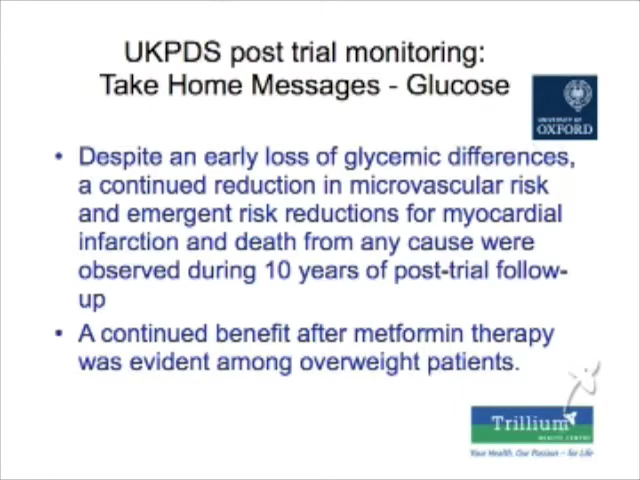 UKPDS post trial monitoring:
Take Home Messages - Glucose
UNIVERSITY OF
OXFORD
• Despite an early loss of glycemic differences,
a continued reduction in microvascular risk
and emergent risk reductions for myocardial
infarction and death from any cause were
observed during 10 years of post-trial follow-
up
• A continued benefit after metformin therapy
was evident among overweight patients.
Trillium
HEALTH CENTRE
Your Health, Our Passion – for Life